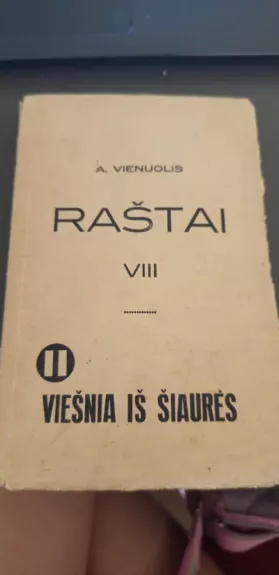 A. VIENUOLIS
RAŠTAI
VIII
II
VIEŠNIA IŠ ŠIAURĖS